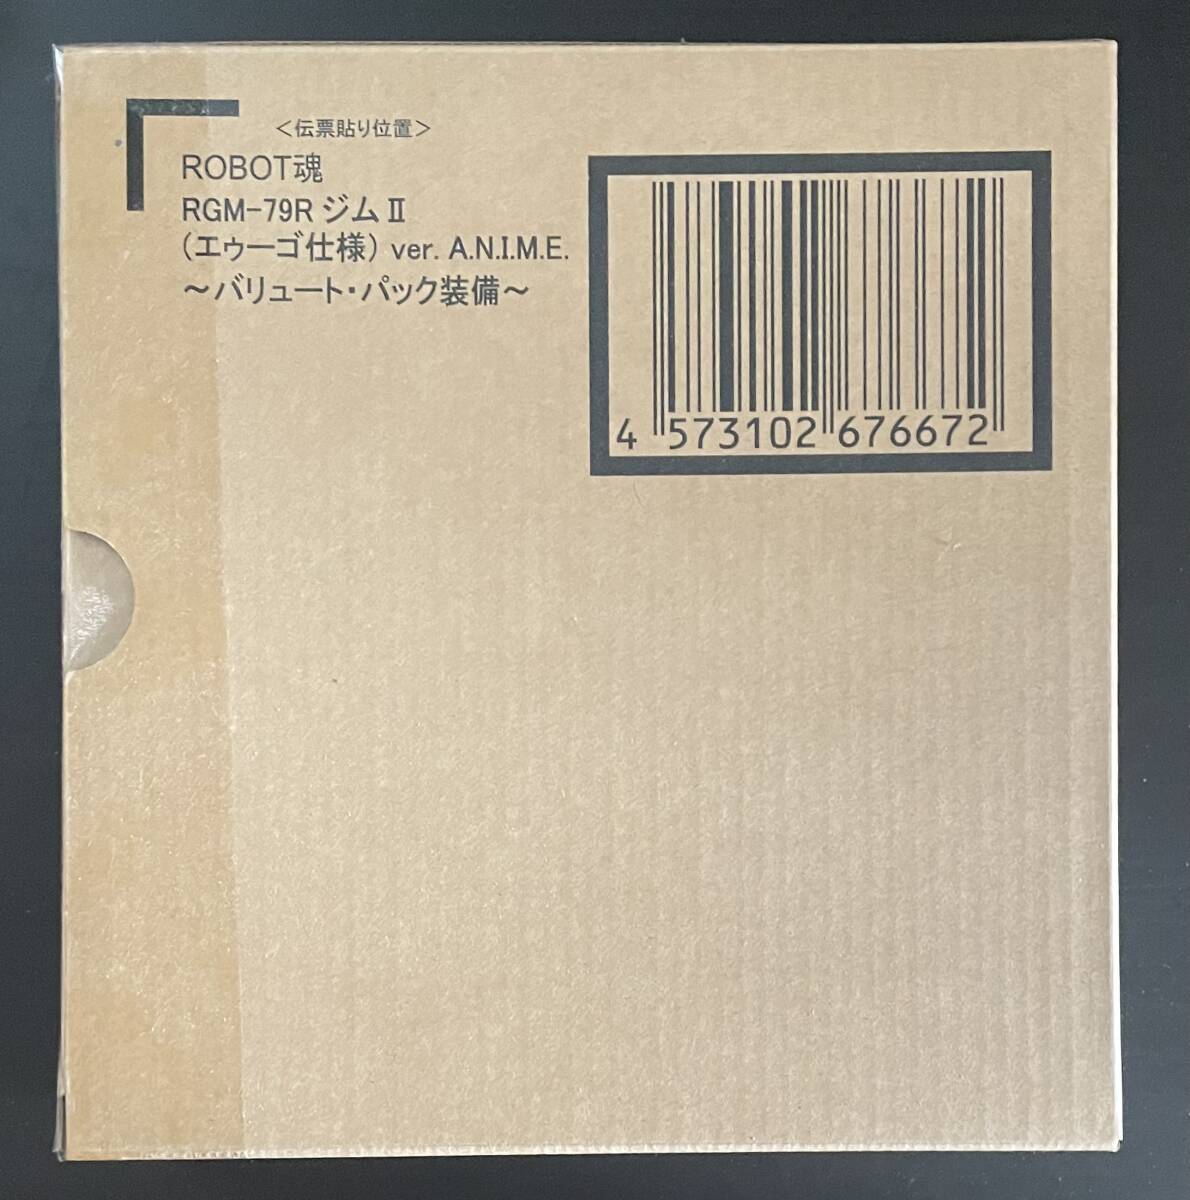 ＜伝票貼り位置＞
ROBOT魂
RGM-79R ジムⅡ
(エゥーゴ仕様) ver. A.N.I.M.E.
～バリュート・パック装備～
4 573102 676672